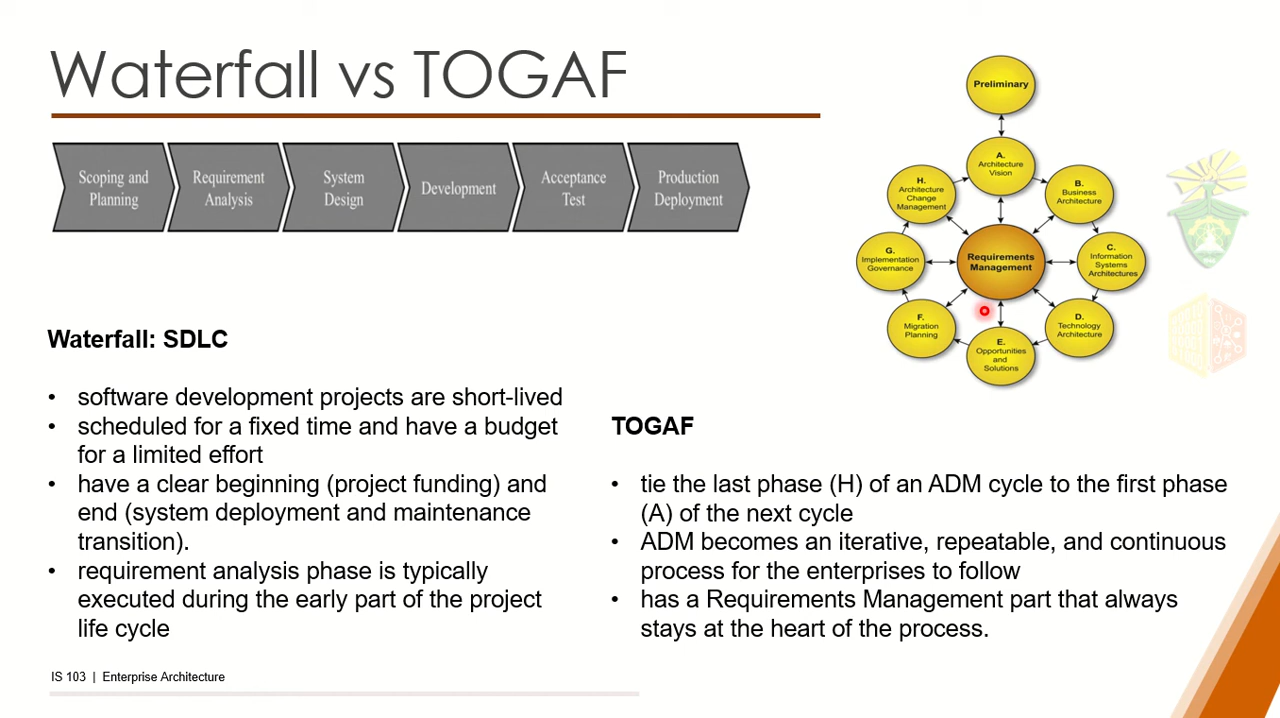 Waterfall vs TOGAF
Scoping and
Planning
Requirement
Analysis
System
Design
Development
Acceptance
Test
Production
Deployment
Preliminary
A.
Architecture
Vision
B.
Business
Architecture
C.
Information
Systems
Architectures
D.
Technology
Architecture
E.
Opportunities
and
Solutions
F.
Migration
Planning
G.
Implementation
Governance
H.
Architecture
Change
Management
Requirements
Management
Waterfall: SDLC
• software development projects are short-lived
• scheduled for a fixed time and have a budget
for a limited effort
• have a clear beginning (project funding) and
end (system deployment and maintenance
transition).
• requirement analysis phase is typically
executed during the early part of the project
life cycle
TOGAF
• tie the last phase (H) of an ADM cycle to the first phase
(A) of the next cycle
• ADM becomes an iterative, repeatable, and continuous
process for the enterprises to follow
• has a Requirements Management part that always
stays at the heart of the process.
IS 103 | Enterprise Architecture